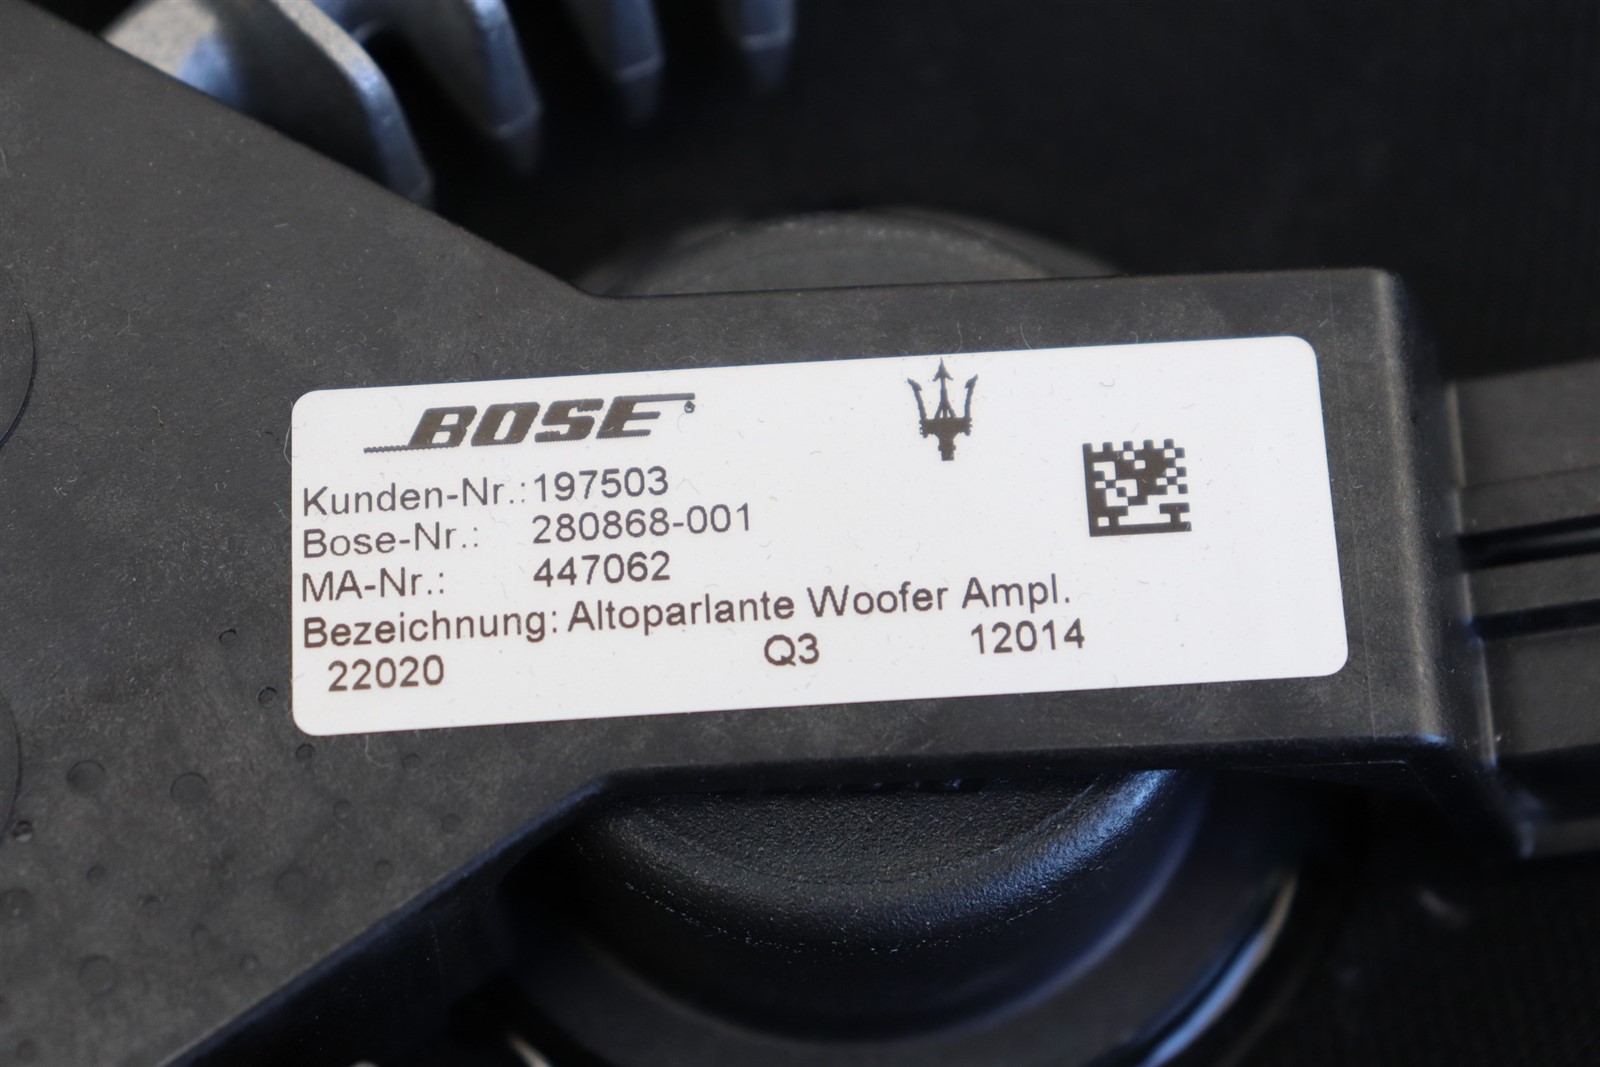 BOSE
Kunden-Nr.: 197503
Bose-Nr.: 280868-001
MA-Nr.: 447062
Bezeichnung: Altoparlante Woofer Ampl.
22020 Q3 12014